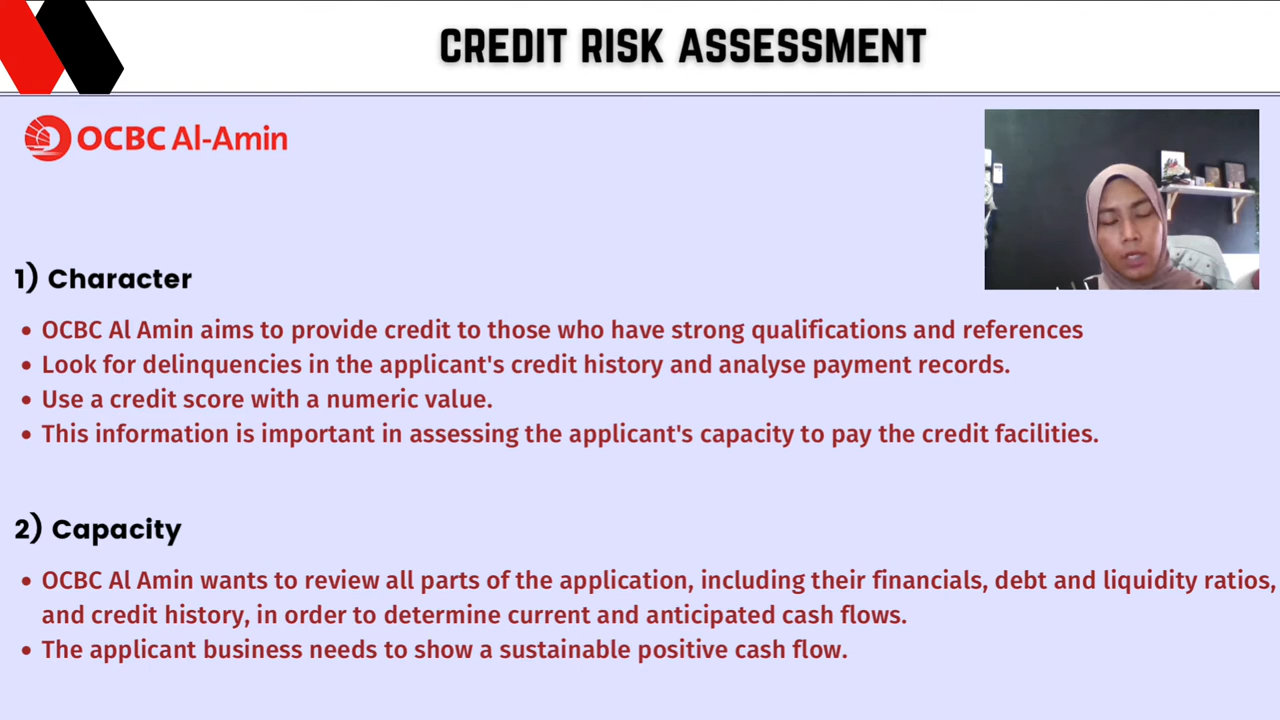 CREDIT RISK ASSESSMENT
OCBC Al-Amin
1) Character
• OCBC Al Amin aims to provide credit to those who have strong qualifications and references
• Look for delinquencies in the applicant's credit history and analyse payment records.
• Use a credit score with a numeric value.
• This information is important in assessing the applicant's capacity to pay the credit facilities.
2) Capacity
• OCBC Al Amin wants to review all parts of the application, including their financials, debt and liquidity ratios,
and credit history, in order to determine current and anticipated cash flows.
• The applicant business needs to show a sustainable positive cash flow.